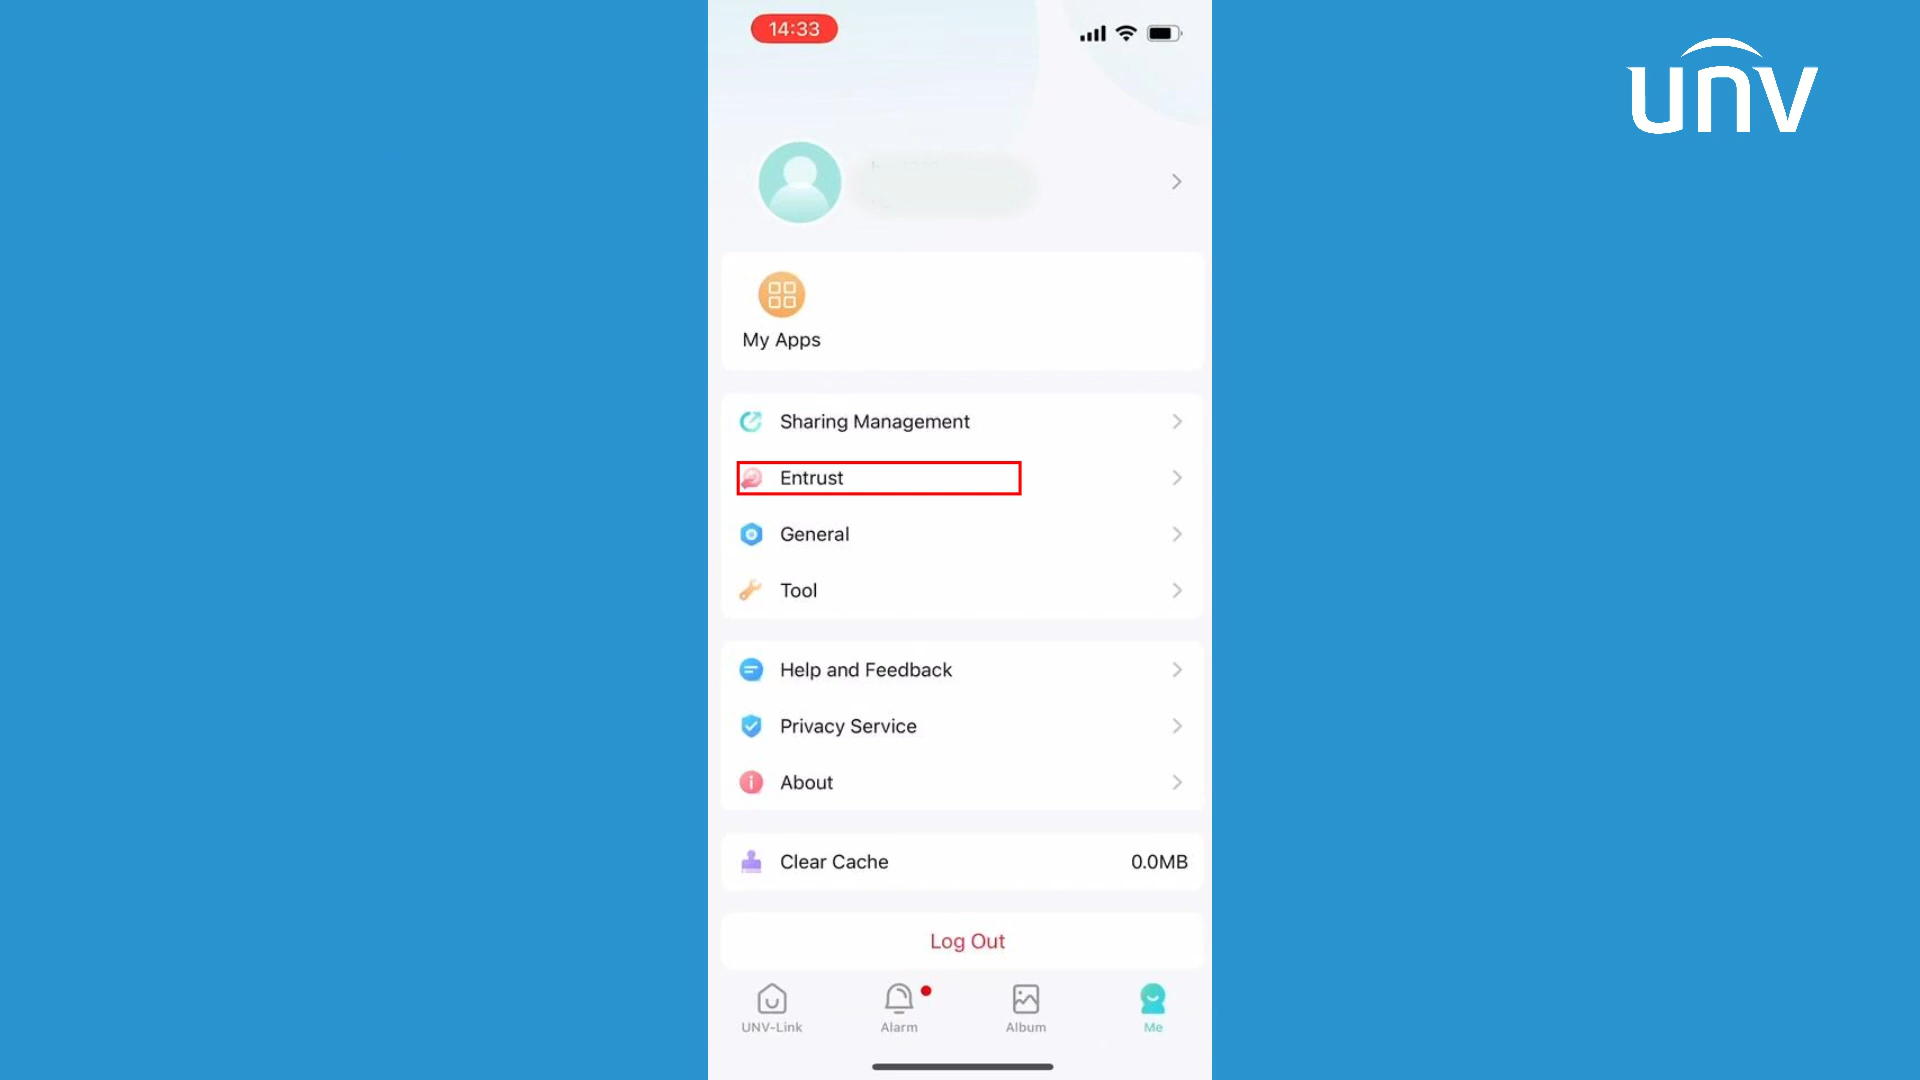 14:33
unv
My Apps
Sharing Management
Entrust
General
Tool
Help and Feedback
Privacy Service
About
Clear Cache 0.0MB
Log Out
UNV-Link Alarm Album Me